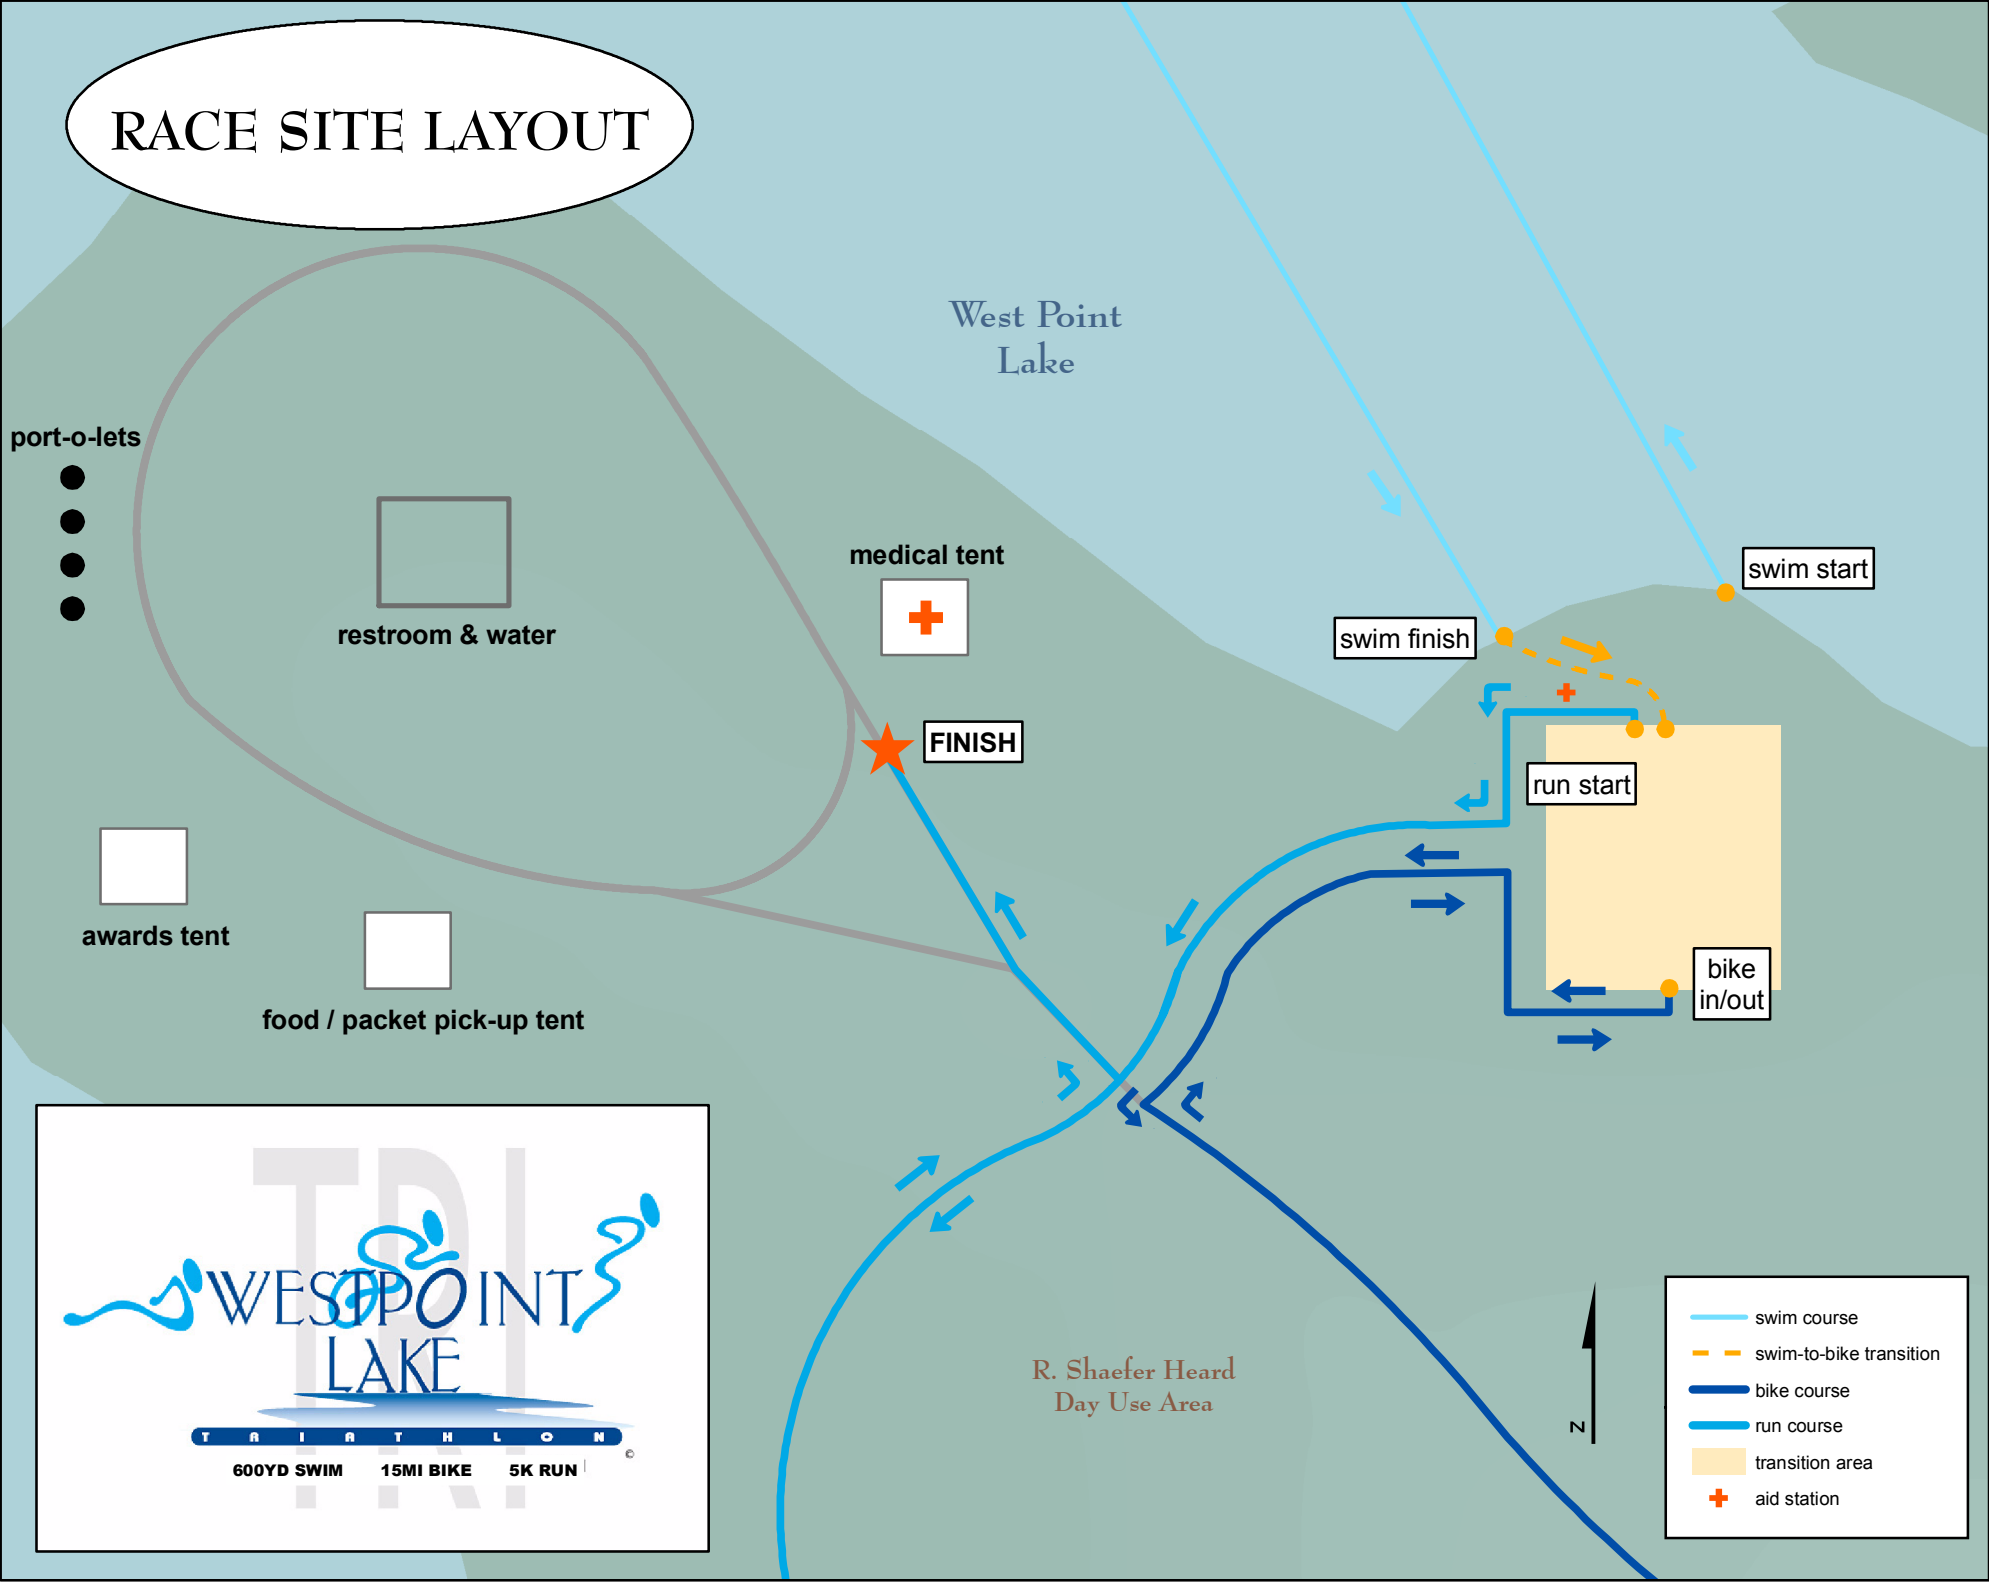 RACE SITE LAYOUT
West Point
Lake
port-o-lets
restroom & water
medical tent
swim start
swim finish
FINISH
run start
awards tent
food / packet pick-up tent
bike
in/out
TRI
WESTPOINT
LAKE
TRIATHLON
©
600YD SWIM 15MI BIKE 5K RUN
R. Shaefer Heard
Day Use Area
N
swim course
swim-to-bike transition
bike course
run course
transition area
aid station